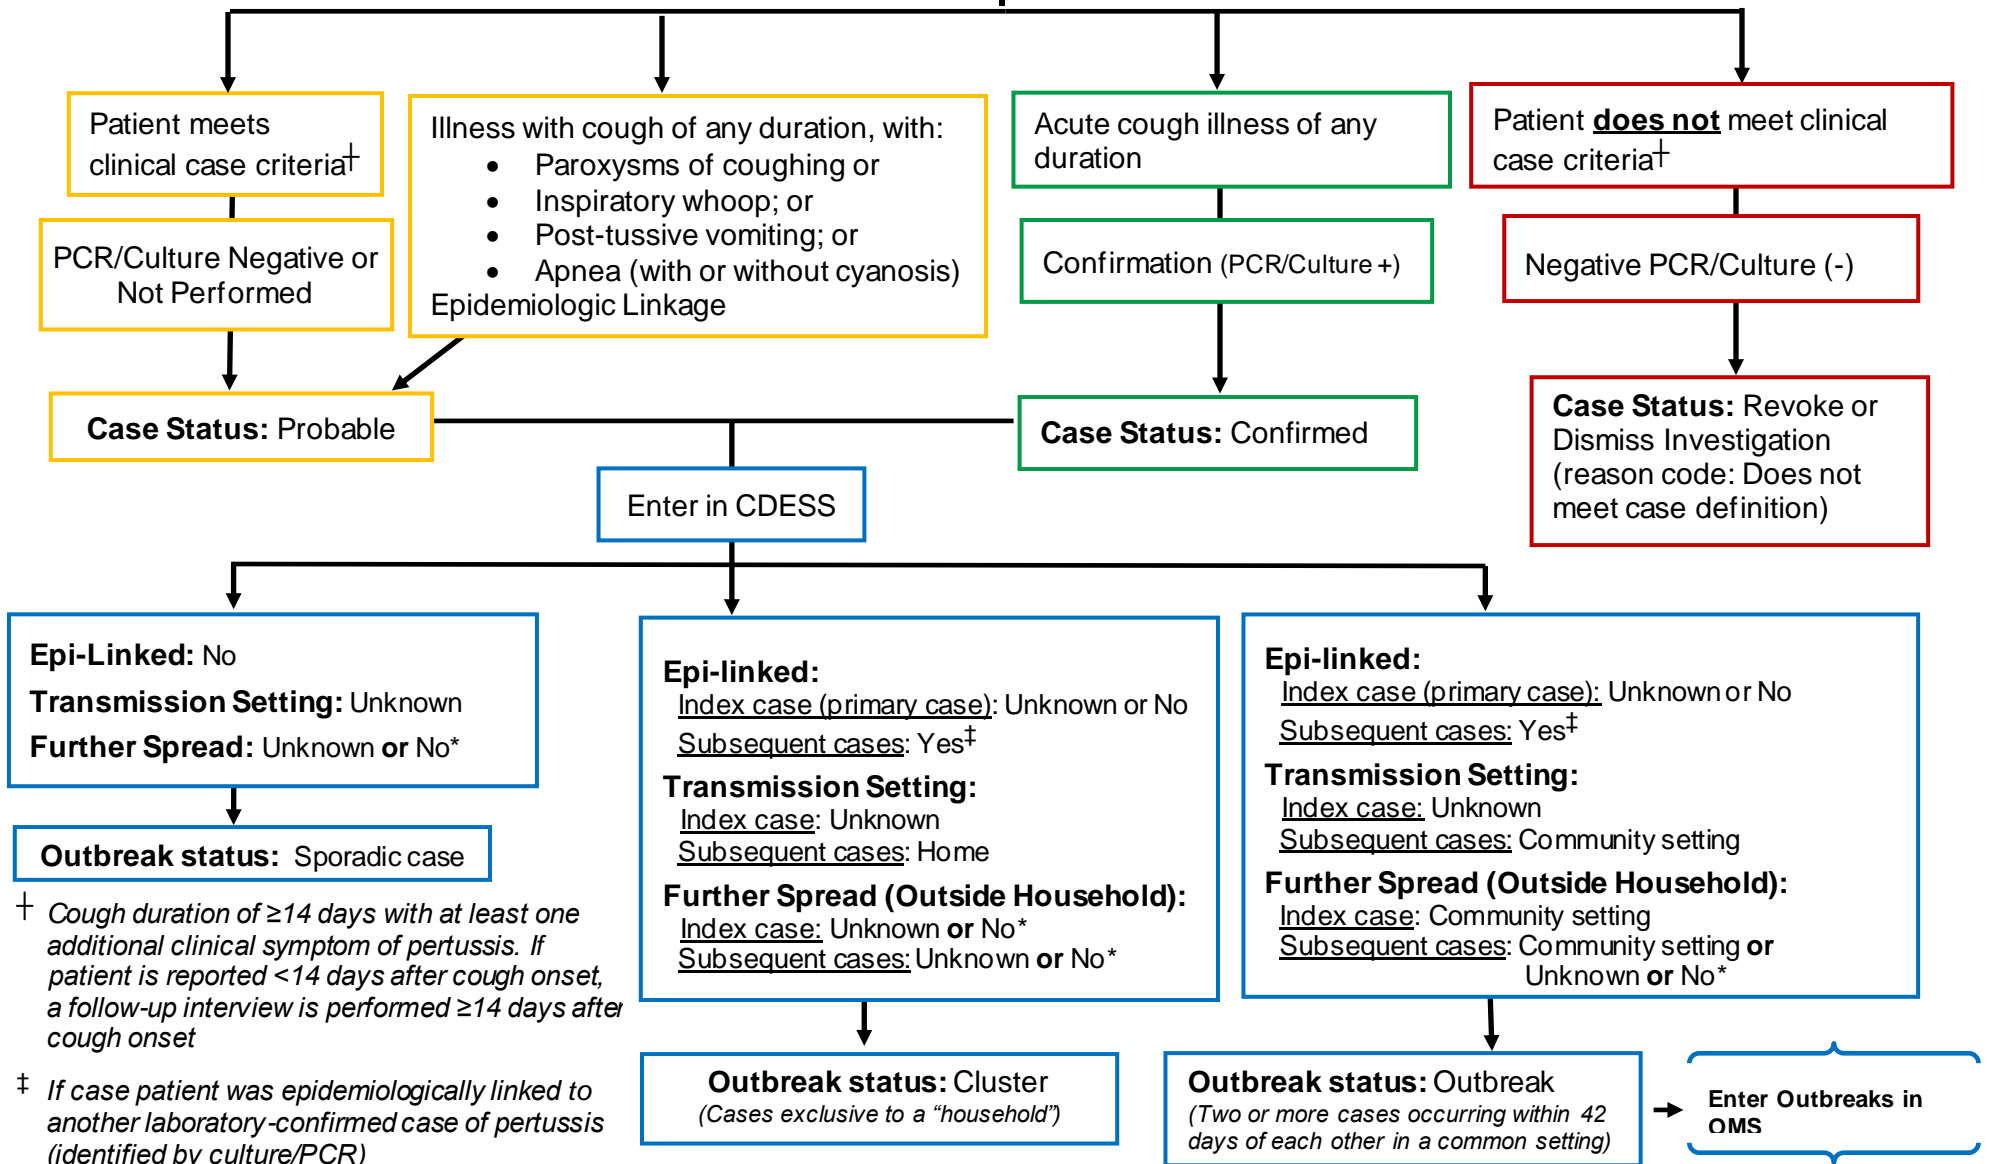 Patient meets
clinical case criteria┼
PCR/Culture Negative or
Not Performed
Illness with cough of any duration, with:
• Paroxysms of coughing or
• Inspiratory whoop; or
• Post-tussive vomiting; or
• Apnea (with or without cyanosis)
Epidemiologic Linkage
Acute cough illness of any
duration
Confirmation (PCR/Culture +)
Patient does not meet clinical
case criteria┼
Negative PCR/Culture (-)
Case Status: Probable
Case Status: Confirmed
Case Status: Revoke or
Dismiss Investigation
(reason code: Does not
meet case definition)
Enter in CDESS
Epi-Linked: No
Transmission Setting: Unknown
Further Spread: Unknown or No*
Outbreak status: Sporadic case
Epi-linked:
Index case (primary case): Unknown or No
Subsequent cases: Yes‡
Transmission Setting:
Index case: Unknown
Subsequent cases: Home
Further Spread (Outside Household):
Index case: Unknown or No*
Subsequent cases: Unknown or No*
Outbreak status: Cluster
(Cases exclusive to a “household”)
Epi-linked:
Index case (primary case): Unknown or No
Subsequent cases: Yes‡
Transmission Setting:
Index case: Unknown
Subsequent cases: Community setting
Further Spread (Outside Household):
Index case: Community setting
Subsequent cases: Community setting or
Unknown or No*
Outbreak status: Outbreak
(Two or more cases occurring within 42
days of each other in a common setting)
Enter Outbreaks in
OMS
┼ Cough duration of ≥14 days with at least one
additional clinical symptom of pertussis. If
patient is reported <14 days after cough onset,
a follow-up interview is performed ≥14 days after
cough onset
‡ If case patient was epidemiologically linked to
another laboratory-confirmed case of pertussis
(identified by culture/PCR)